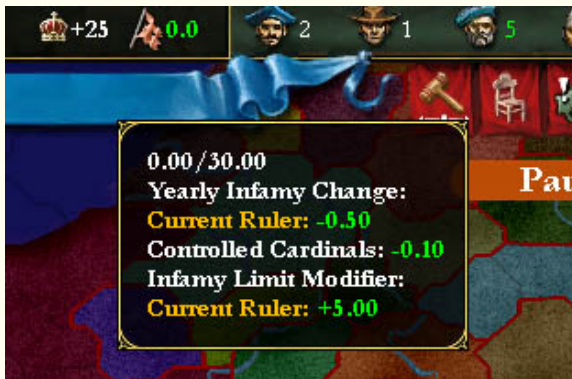 +25 0.0 2 1 5
Pau
0.00/30.00
Yearly Infamy Change:
Current Ruler: -0.50
Controlled Cardinals: -0.10
Infamy Limit Modifier:
Current Ruler: +5.00